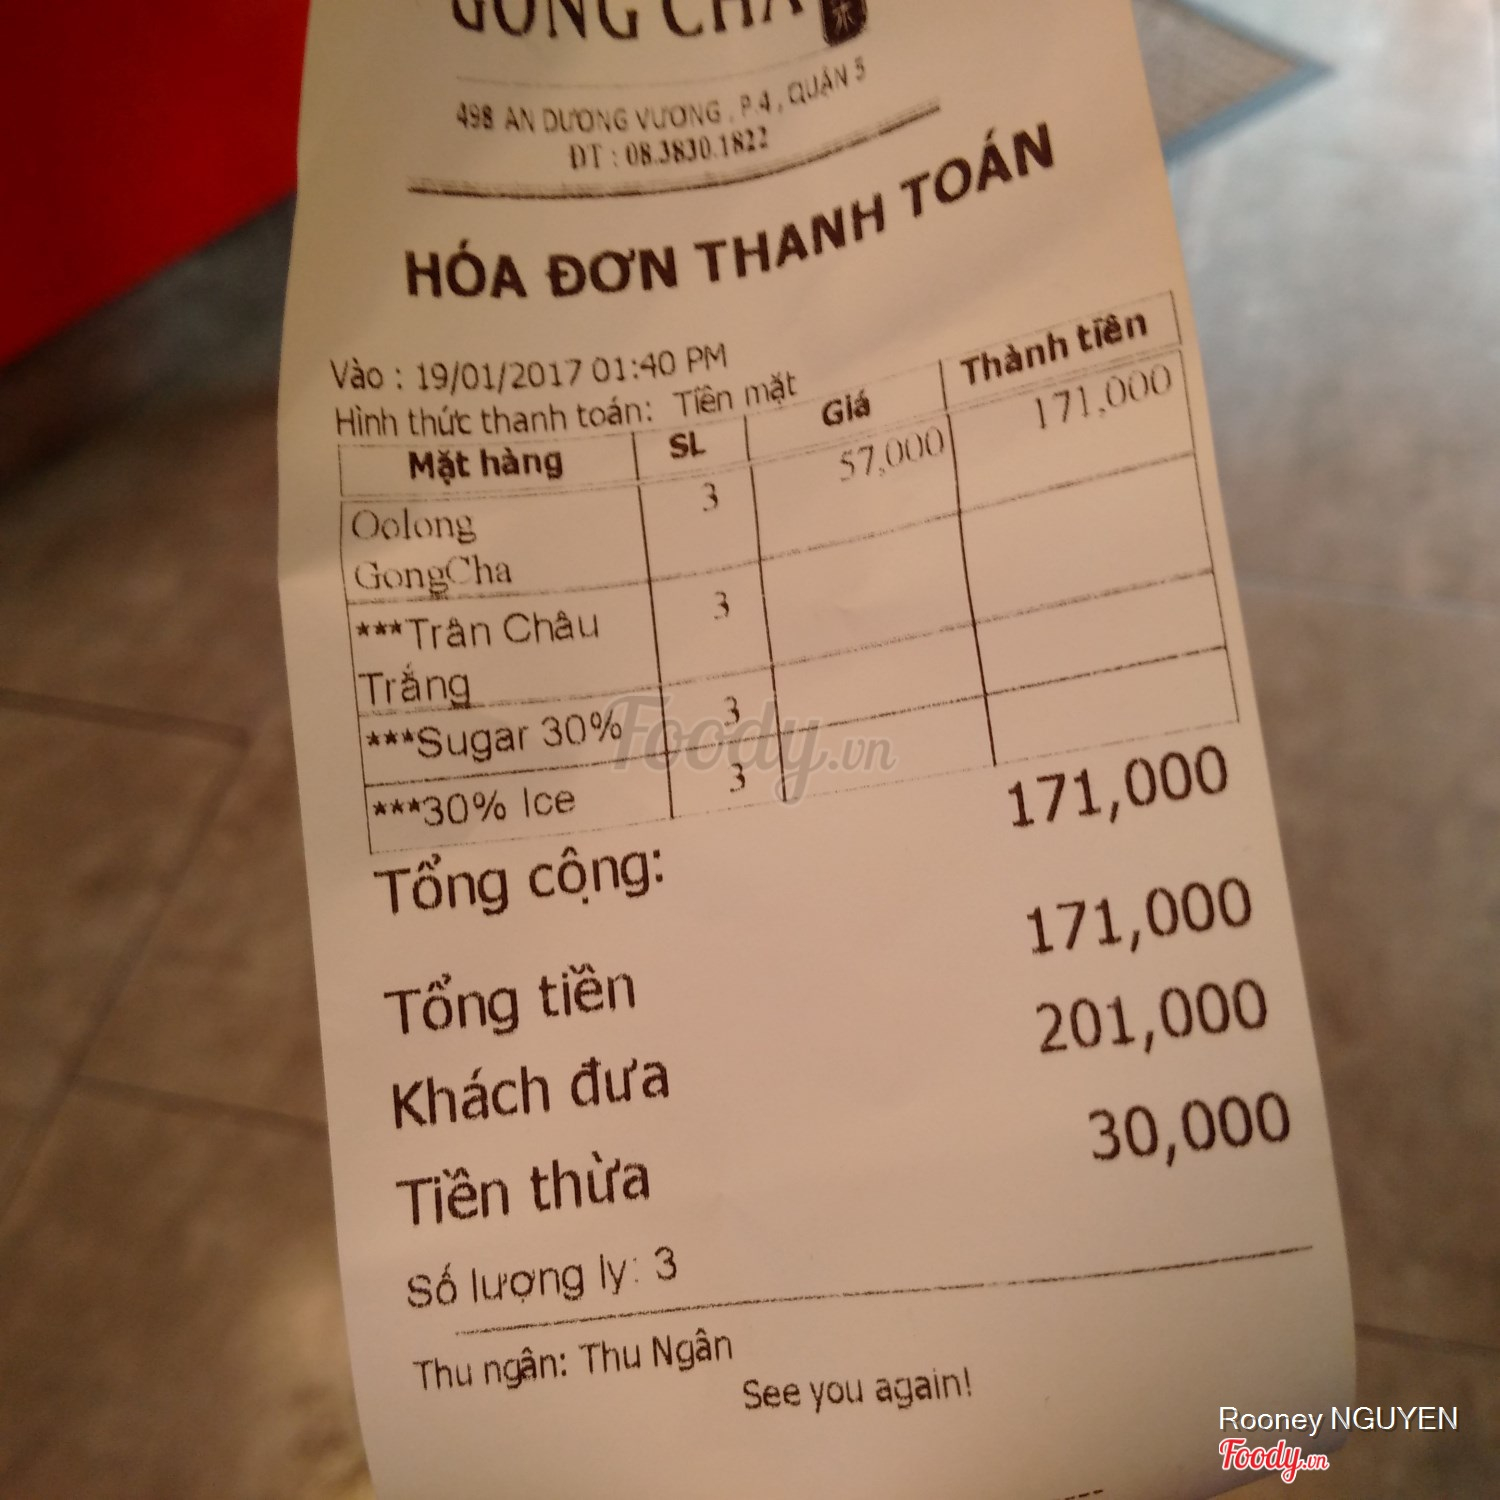 GONG CHA
498 AN DƯƠNG VƯƠNG , P.4 , QUẬN 5
ĐT : 08.3830.1822
HÓA ĐƠN THANH TOÁN
Vào : 19/01/2017 01:40 PM
Hình thức thanh toán: Tiền mặt
Mặt hàng SL Giá Thành tiền
Oolong 3 57,000 171,000
GongCha
***Trân Châu 3
Trắng
***Sugar 30% 3
***30% Ice 3
Tổng cộng: 171,000
Tổng tiền 171,000
Khách đưa 201,000
Tiền thừa 30,000
Số lượng ly: 3
Thu ngân: Thu Ngân
See you again!
Foody.vn
Rooney NGUYEN
Foody.vn